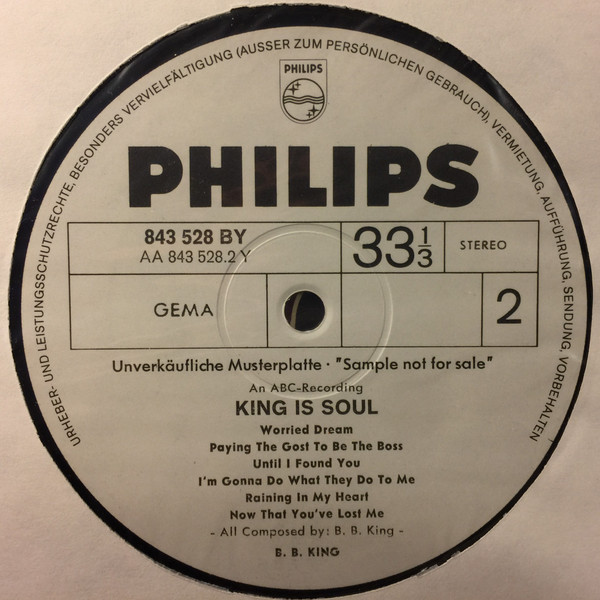 URHEBER- UND LEISTUNGSSCHUTZRECHTE, BESONDERS VERVIELFÄLTIGUNG (AUSSER ZUM PERSÖNLICHEN GEBRAUCH), VERMIETUNG, AUFFÜHRUNG, SENDUNG, VORBEHALTEN
PHILIPS
PHILIPS
843 528 BY
AA 843 528.2 Y
33 1/3
STEREO
GEMA
2
Unverkäufliche Musterplatte · "Sample not for sale"
An ABC-Recording
KING IS SOUL
Worried Dream
Paying The Gost To Be The Boss
Until I Found You
I'm Gonna Do What They Do To Me
Raining In My Heart
Now That You've Lost Me
- All Composed by: B. B. King -
B. B. KING